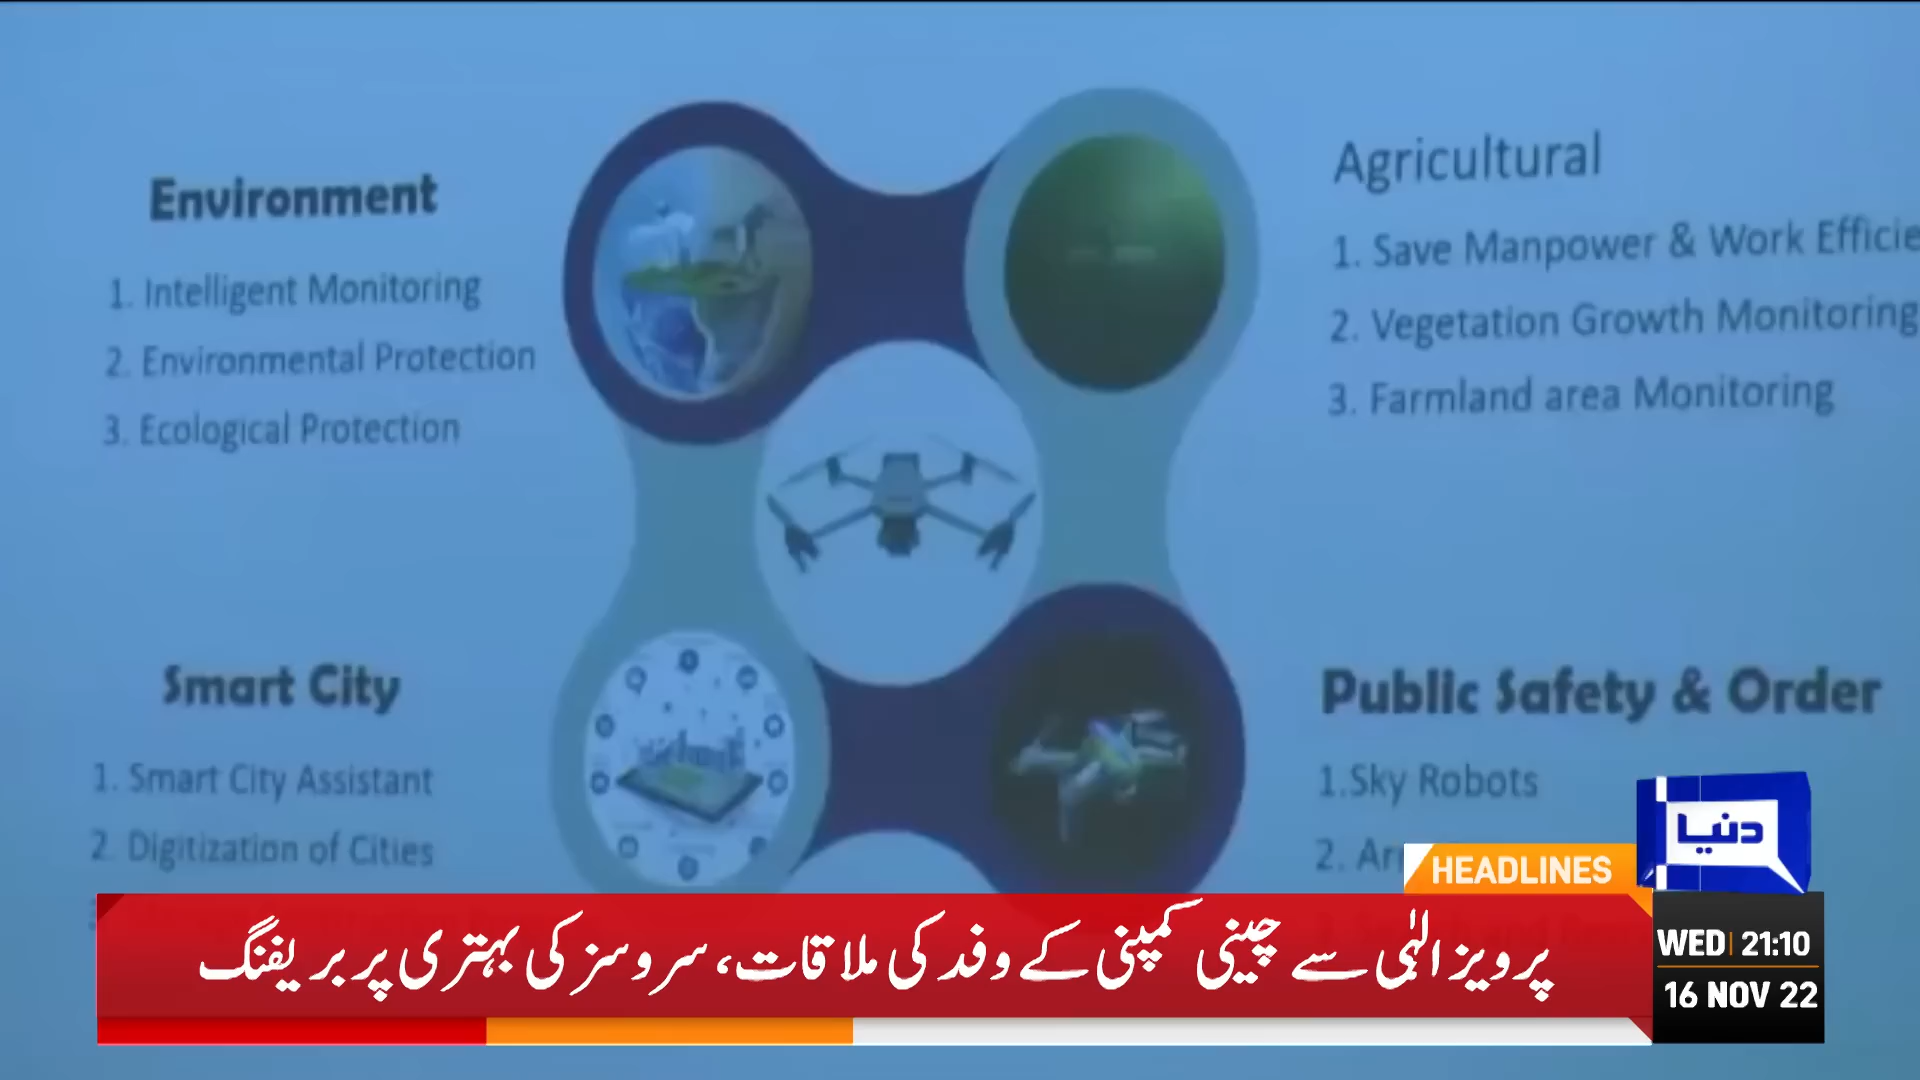 Environment
1. Intelligent Monitoring
2. Environmental Protection
3. Ecological Protection
Agricultural
1. Save Manpower & Work
2. Vegetation Growth Monitoring
3. Farmland area Monitoring
Smart City
1. Smart City Assistant
2. Digitization of Cities
Public Safety & Order
1.Sky Robots
2.
HEADLINES
دنیا
پرویز الٰہی سے چینی کمپنی کے وفد کی ملاقات، سروسز کی بہتری پر بریفنگ
WED 21:10
16 NOV 22